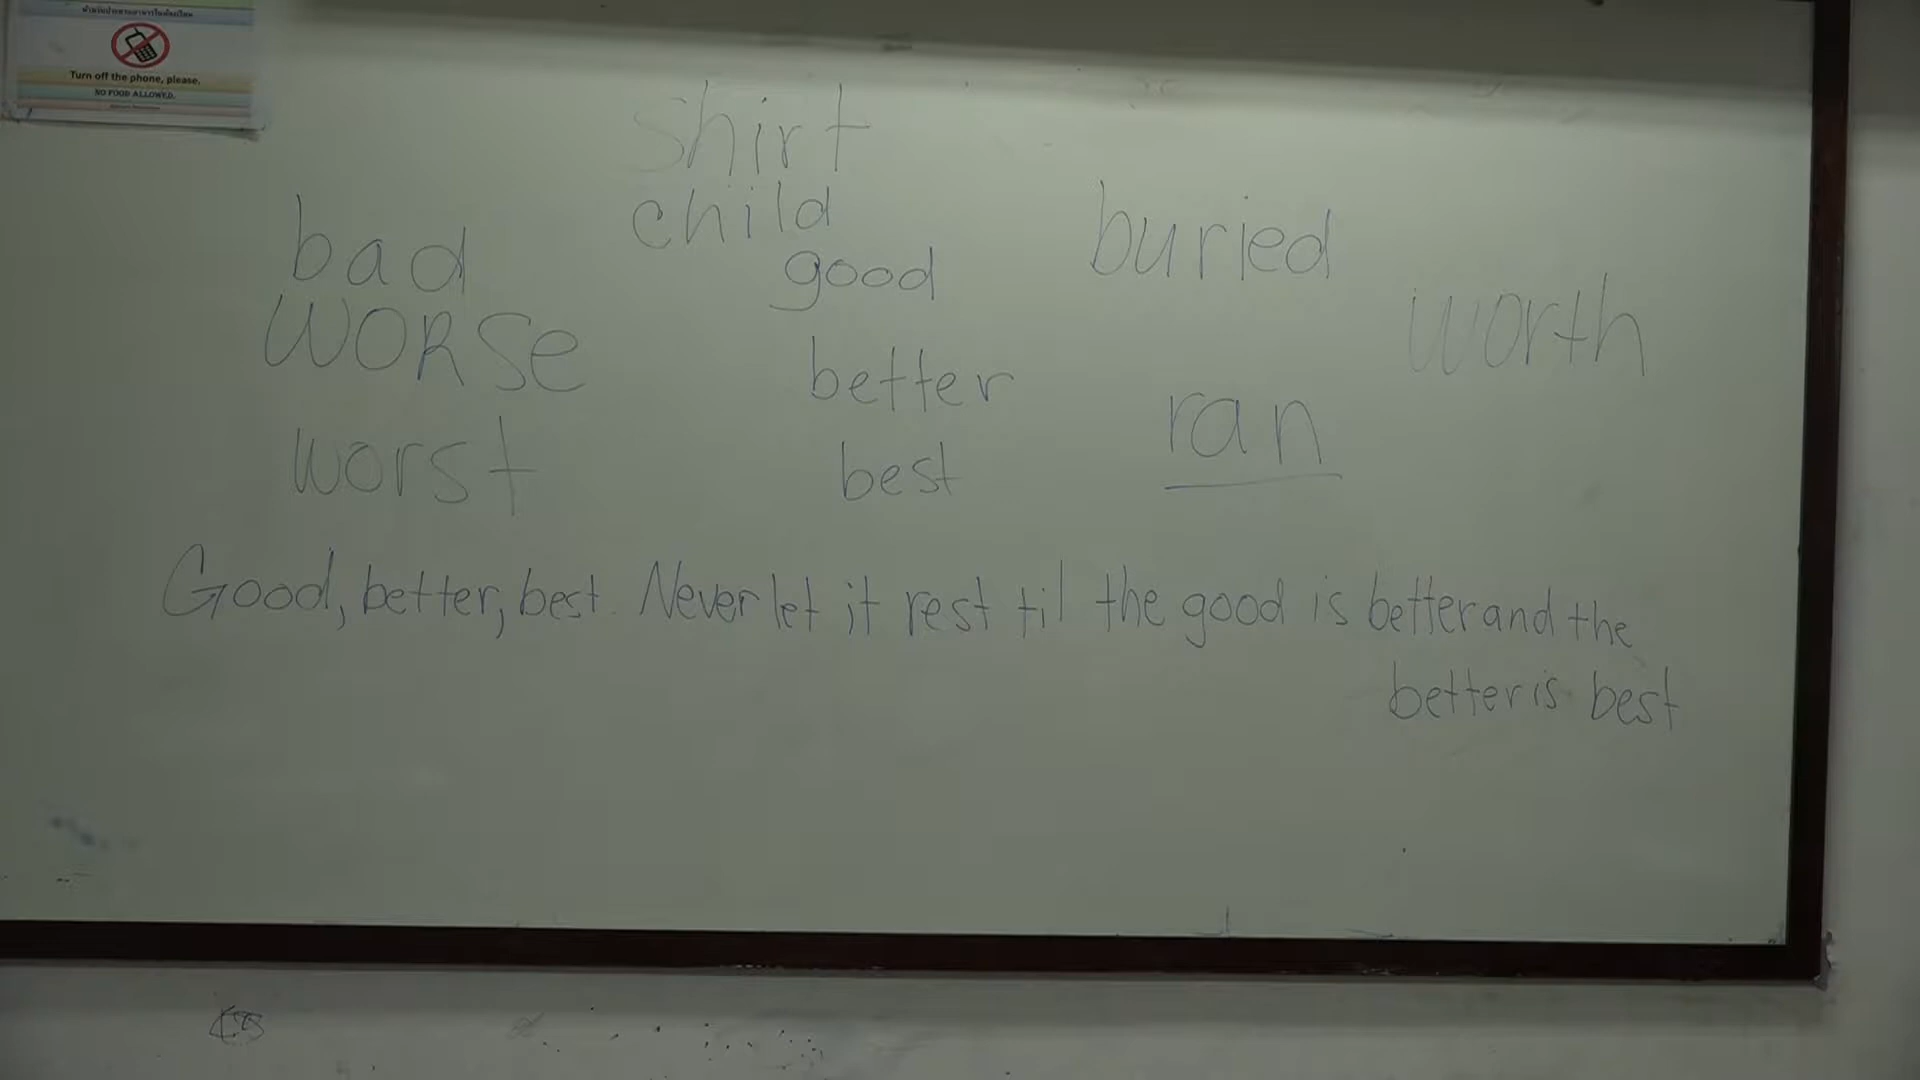 Turn off the phone, please.
NO FOOD ALLOWED.
shirt
child
bad
good
buried
worse
worth
better
ran
worst
best
Good, better, best. Never let it rest til the good is better and the
better is best